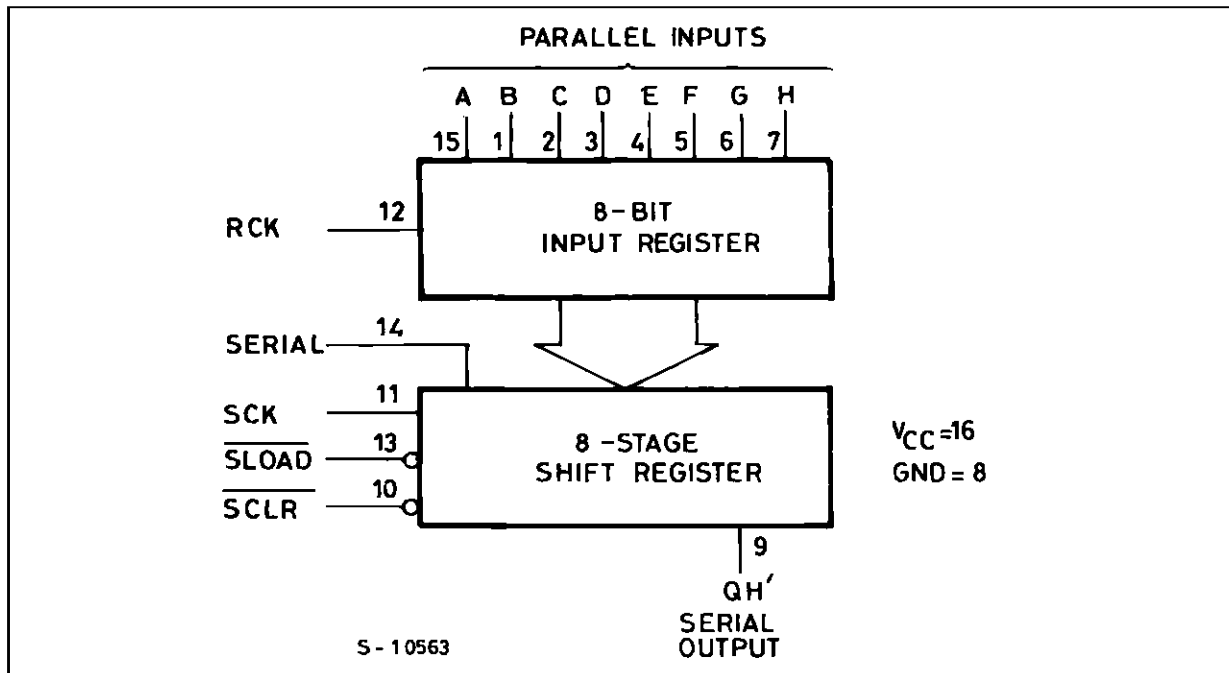 PARALLEL INPUTS
A B C D E F G H
15 1 2 3 4 5 6 7
RCK 12
8-BIT
INPUT REGISTER
SERIAL 14
SCK 11
SLOAD 13
SCLR 10
8-STAGE
SHIFT REGISTER
VCC=16
GND=8
9
QH′
SERIAL
OUTPUT
S-10563